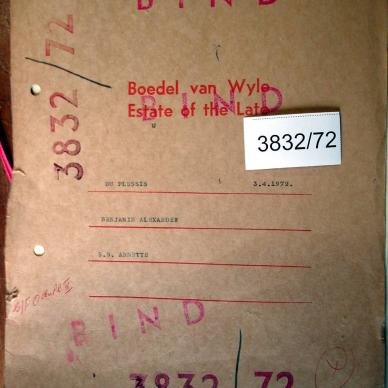 BIND
3832/72
Boedel van Wyle
Estate of the Late
BIND
3832/72
DU PLESSIS 3.4.1972.
BENJAMIN ALEXANDER
BIND
3832/72